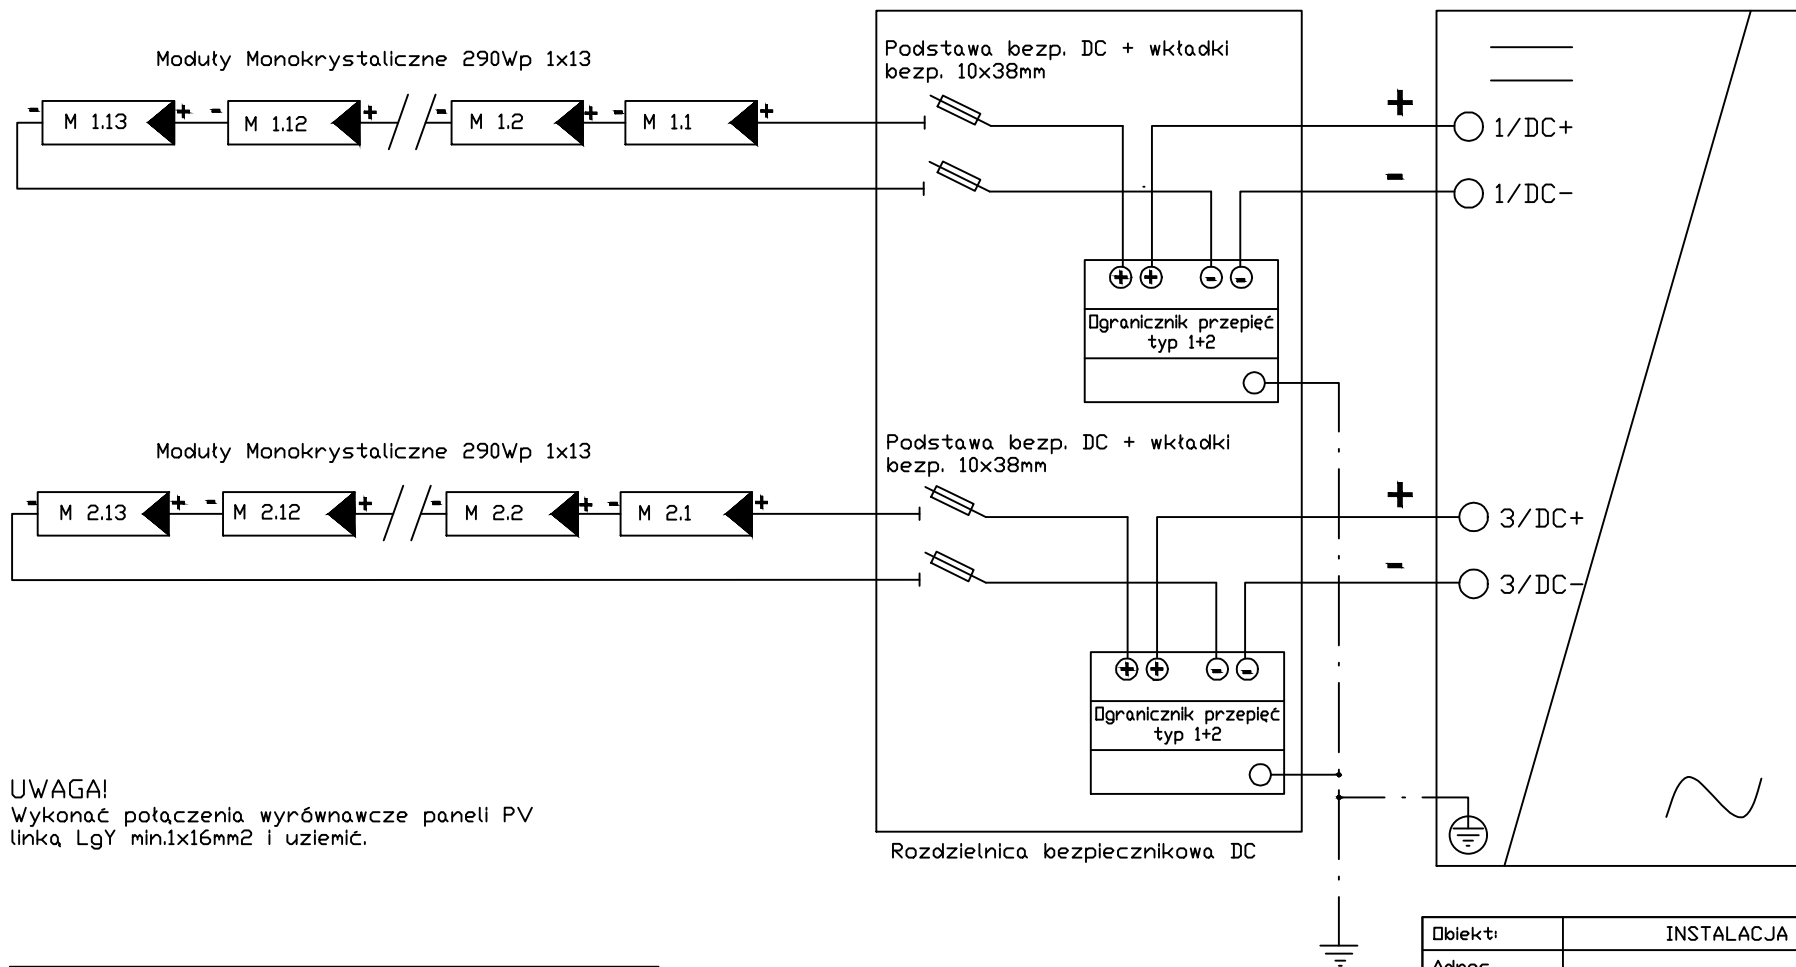 Moduły Monokrystaliczne 290Wp 1x13
- M 1.13 + - M 1.12 + - M 1.2 + - M 1.1 +
Podstawa bezp. DC + wkładki
bezp. 10x38mm
+ 1/DC+
- 1/DC-
+ + - -
Ogranicznik przepięć
typ 1+2
Moduły Monokrystaliczne 290Wp 1x13
- M 2.13 + - M 2.12 + - M 2.2 + - M 2.1 +
Podstawa bezp. DC + wkładki
bezp. 10x38mm
+ 3/DC+
- 3/DC-
+ + - -
Ogranicznik przepięć
typ 1+2
UWAGA!
Wykonać połączenia wyrównawcze paneli PV
linką LgY min.1x16mm2 i uziemić.
Rozdzielnica bezpiecznikowa DC
Obiekt: INSTALACJA